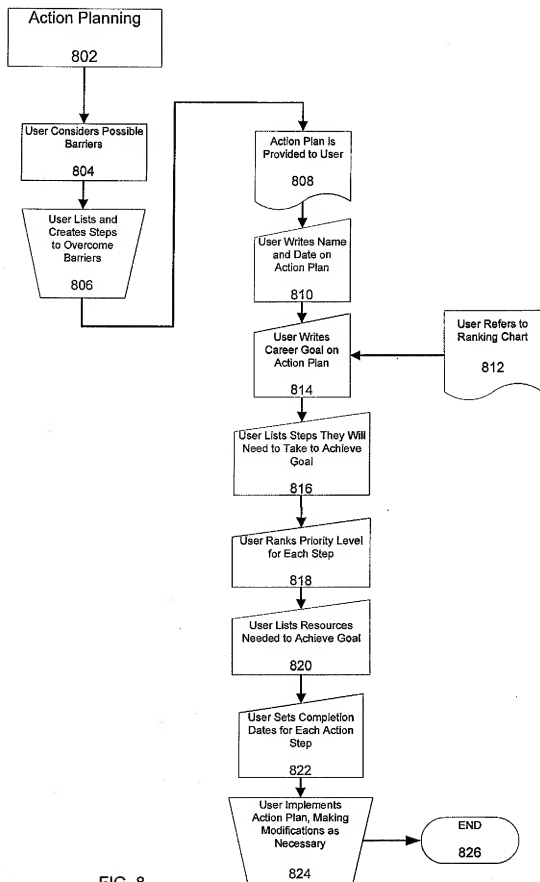 Action Planning
802
User Considers Possible
Barriers
804
User Lists and
Creates Steps
to Overcome
Barriers
806
Action Plan is
Provided to User
808
User Writes Name
and Date on
Action Plan
810
User Writes
Career Goal on
Action Plan
814
User Refers to
Ranking Chart
812
User Lists Steps They Will
Need to Take to Achieve
Goal
816
User Ranks Priority Level
for Each Step
818
User Lists Resources
Needed to Achieve Goal
820
User Sets Completion
Dates for Each Action
Step
822
User Implements
Action Plan, Making
Modifications as
Necessary
824
END
826
FIG. 8